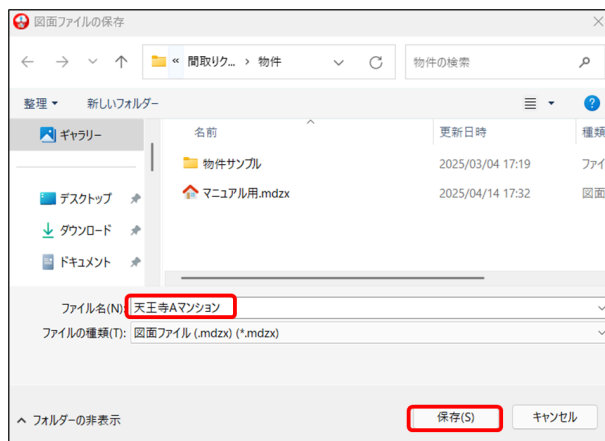 図面ファイルの保存
« 間取りク... › 物件
物件の検索
整理
新しいフォルダー
ギャラリー
名前
更新日時
種類
物件サンプル
2025/03/04 17:19
ファイ
デスクトップ
マニュアル用.mdzx
2025/04/14 17:32
図面
ダウンロード
ドキュメント
ファイル名(N):
天王寺Aマンション
ファイルの種類(T):
図面ファイル (.mdzx) (*.mdzx)
フォルダーの非表示
保存(S)
キャンセル